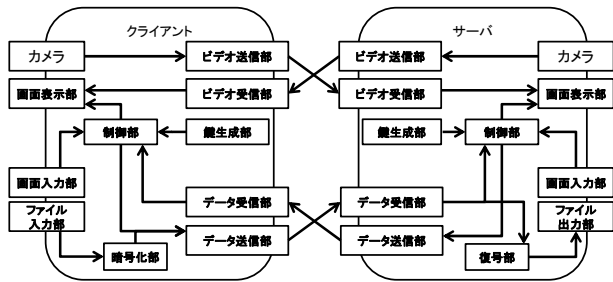 クライアント
サーバ
カメラ
ビデオ送信部
ビデオ送信部
カメラ
画面表示部
ビデオ受信部
ビデオ受信部
画面表示部
制御部
鍵生成部
鍵生成部
制御部
画面入力部
データ受信部
データ受信部
画面入力部
ファイル
入力部
データ送信部
データ送信部
ファイル
出力部
暗号化部
復号部